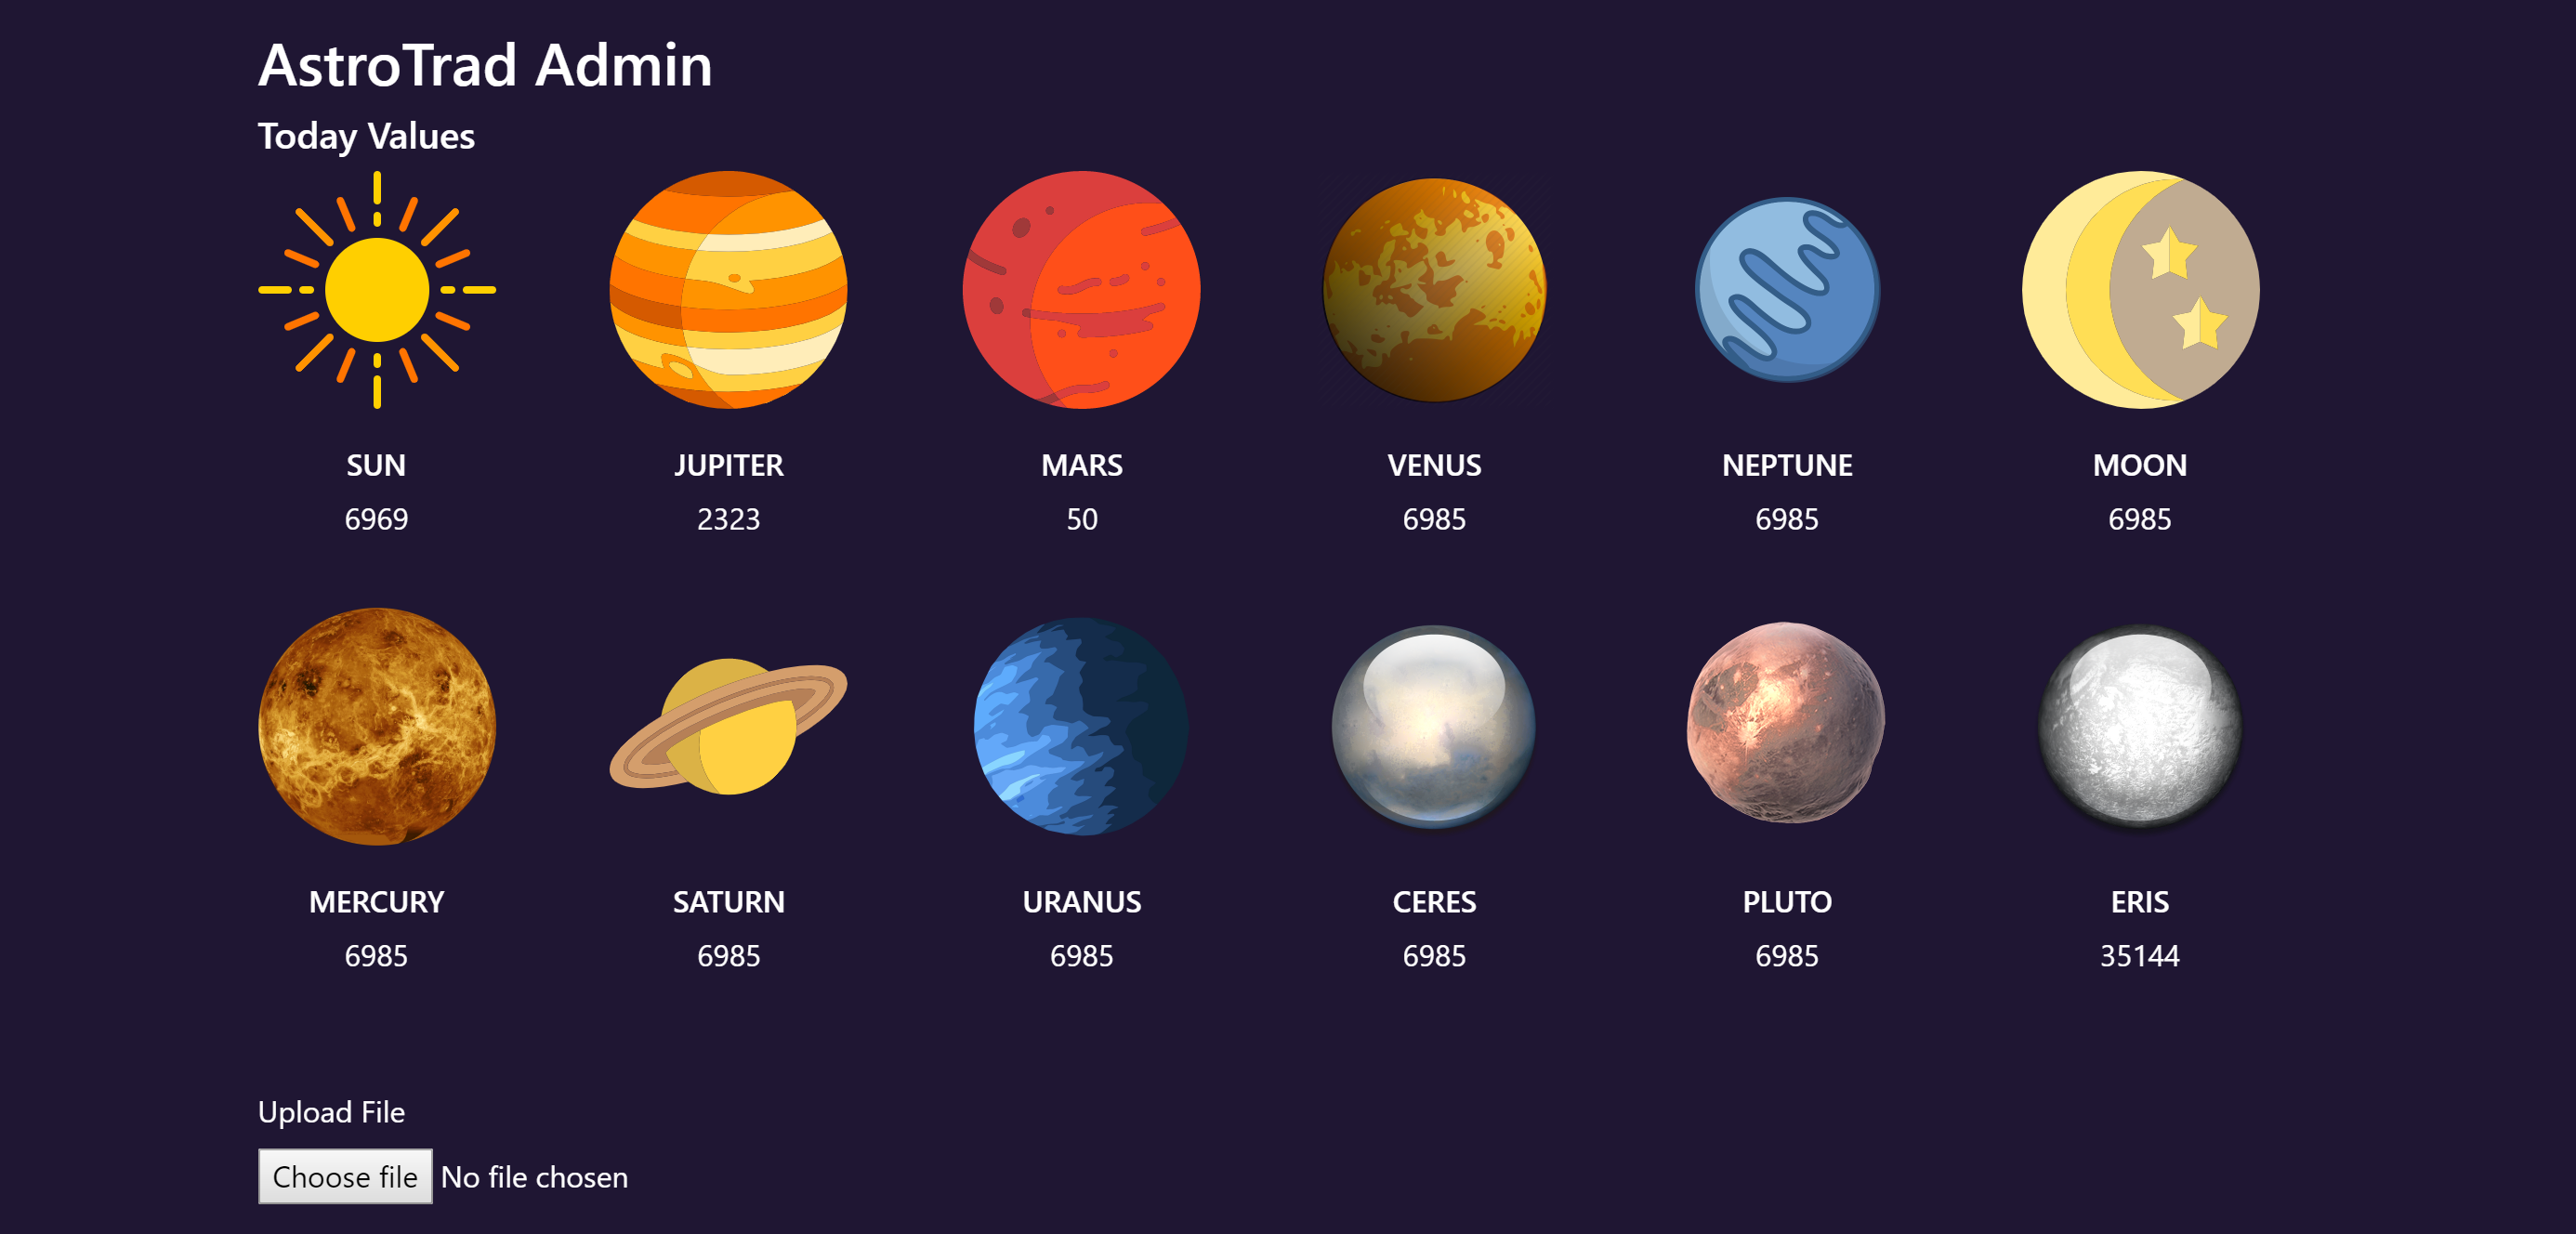 AstroTrad Admin
Today Values
SUN JUPITER MARS VENUS NEPTUNE MOON
6969 2323 50 6985 6985 6985
MERCURY SATURN URANUS CERES PLUTO ERIS
6985 6985 6985 6985 6985 35144
Upload File
Choose file No file chosen